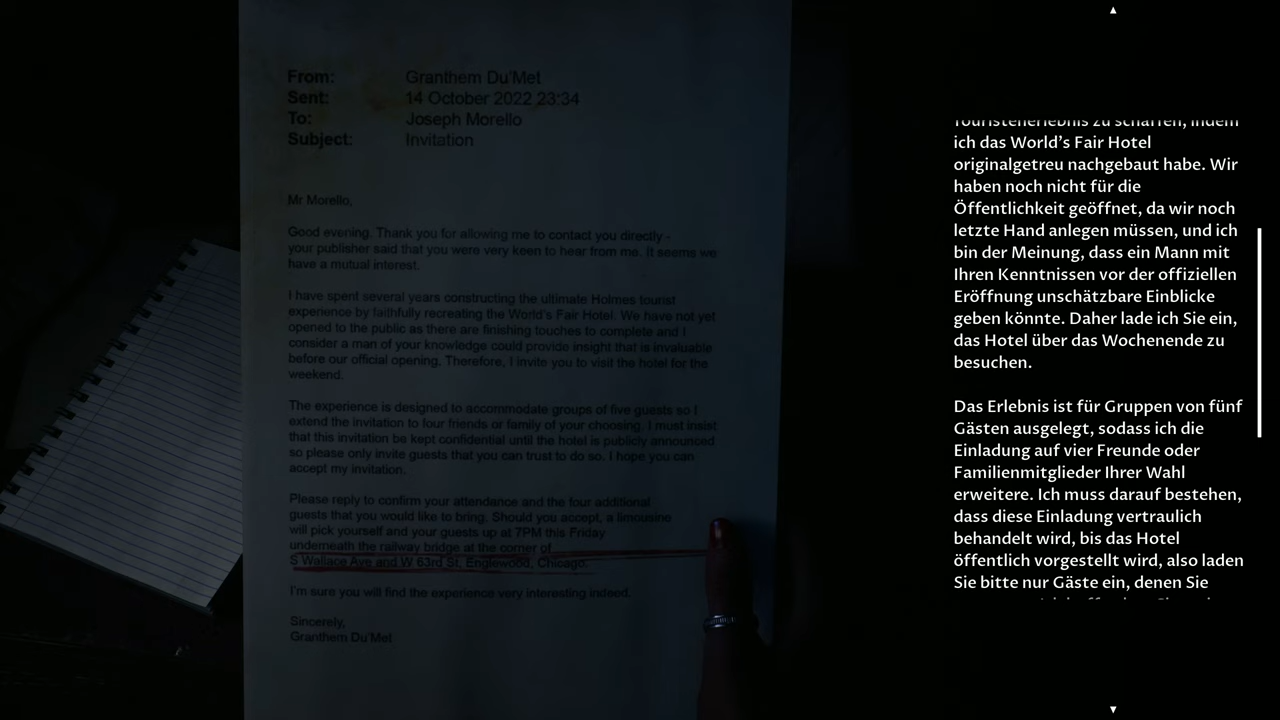 From: Granthem Du'Met
Sent: 14 October 2022 23:34
To: Joseph Morello
Subject: Invitation
Mr Morello,
Good evening. Thank you for allowing me to contact you directly -
your publisher said that you were very keen to hear from me. It seems we
have a mutual interest.
I have spent several years constructing the ultimate Holmes tourist
experience by faithfully recreating the World's Fair Hotel. We have not yet
opened to the public as there are finishing touches to complete and I
consider a man of your knowledge could provide insight that is invaluable
before our official opening. Therefore, I invite you to visit the hotel for the
weekend.
The experience is designed to accommodate groups of five guests so I
extend the invitation to four friends or family of your choosing. I must insist
that this invitation be kept confidential until the hotel is publicly announced
so please only invite guests that you can trust to do so. I hope you can
accept my invitation.
Please reply to confirm your attendance and the four additional
guests that you would like to bring. Should you accept, a limousine
will pick yourself and your guests up at 7PM this Friday
underneath the railway bridge at the corner of
S Wallace Ave and W 63rd St, Englewood, Chicago.
I'm sure you will find the experience very interesting indeed.
Sincerely,
Granthem Du'Met
Touristenerlebnis zu schaffen, indem
ich das World's Fair Hotel
originalgetreu nachgebaut habe. Wir
haben noch nicht für die
Öffentlichkeit geöffnet, da wir noch
letzte Hand anlegen müssen, und ich
bin der Meinung, dass ein Mann mit
Ihren Kenntnissen vor der offiziellen
Eröffnung unschätzbare Einblicke
geben könnte. Daher lade ich Sie ein,
das Hotel über das Wochenende zu
besuchen.
Das Erlebnis ist für Gruppen von fünf
Gästen ausgelegt, sodass ich die
Einladung auf vier Freunde oder
Familienmitglieder Ihrer Wahl
erweitere. Ich muss darauf bestehen,
dass diese Einladung vertraulich
behandelt wird, bis das Hotel
öffentlich vorgestellt wird, also laden
Sie bitte nur Gäste ein, denen Sie